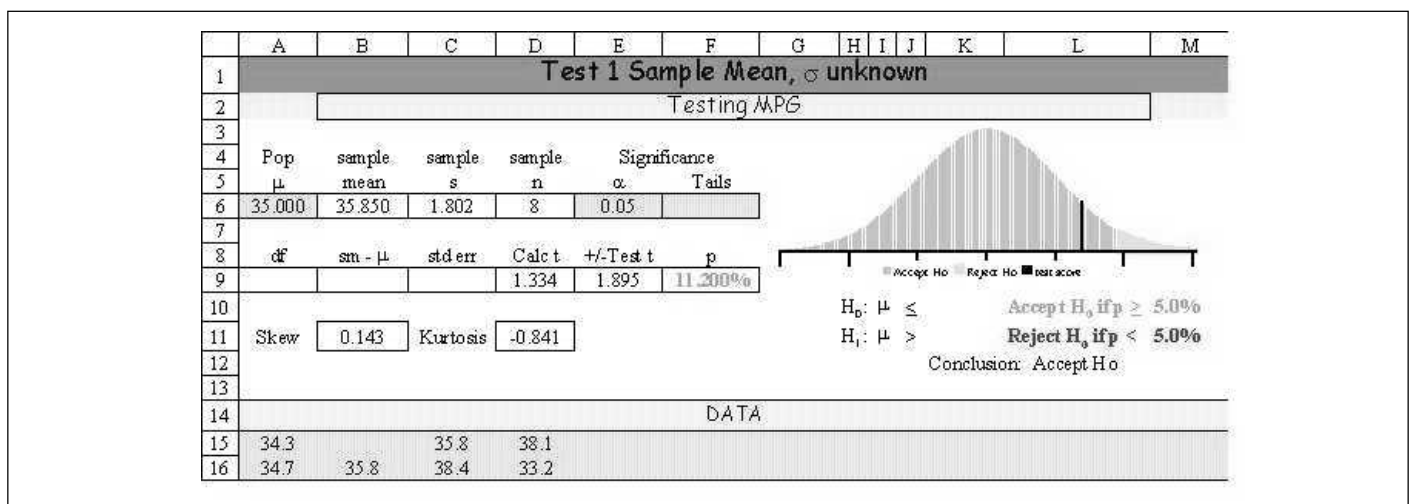 A B C D E F G H I J K L M
1 Test 1 Sample Mean, σ unknown
2 Testing MPG
3
4 Pop sample sample sample Significance
5 μ mean s n α Tails
6 35.000 35.850 1.802 8 0.05
7
8 df sm - μ std err Calc t +/-Test t p
Accept Ho Reject Ho test score
9 1.334 1.895 11.200%
10 H₀: μ ≤ Accept H₀ if p ≥ 5.0%
11 Skew 0.143 Kurtosis -0.841 H₁: μ > Reject H₀ if p < 5.0%
12 Conclusion: Accept Ho
13
14 DATA
15 34.3 35.8 38.1
16 34.7 35.8 38.4 33.2